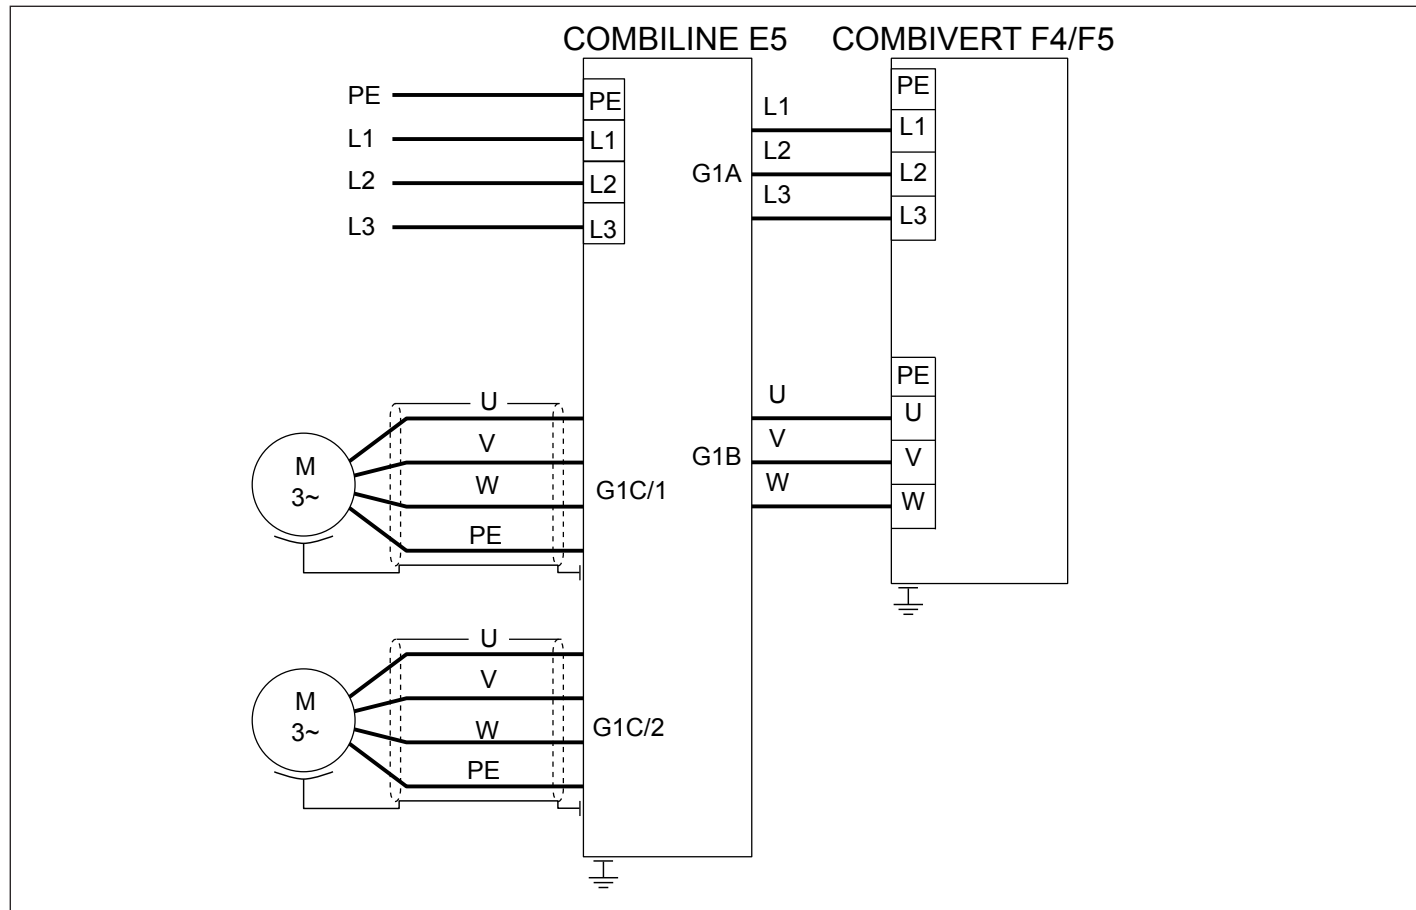 COMBILINE E5 COMBIVERT F4/F5
PE PE PE
L1 L1 L1 L1
L2 L2 G1A L2 L2
L3 L3 L3 L3
PE
U U U
V G1B V V
W G1C/1 W W
PE
M
3~
U
V
W G1C/2
PE
M
3~